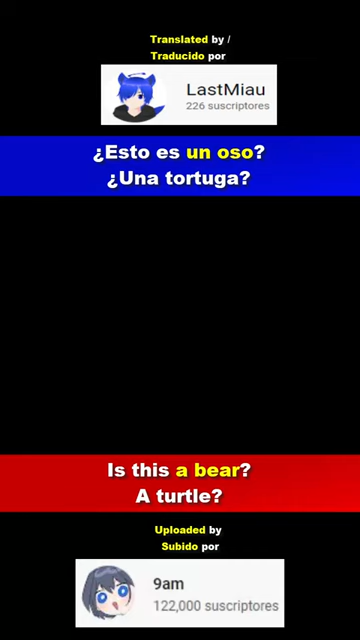 Translated by /
Traducido por
LastMiau
226 suscriptores
¿Esto es un oso?
¿Una tortuga?
Is this a bear?
A turtle?
Uploaded by
Subido por
9am
122,000 suscriptores